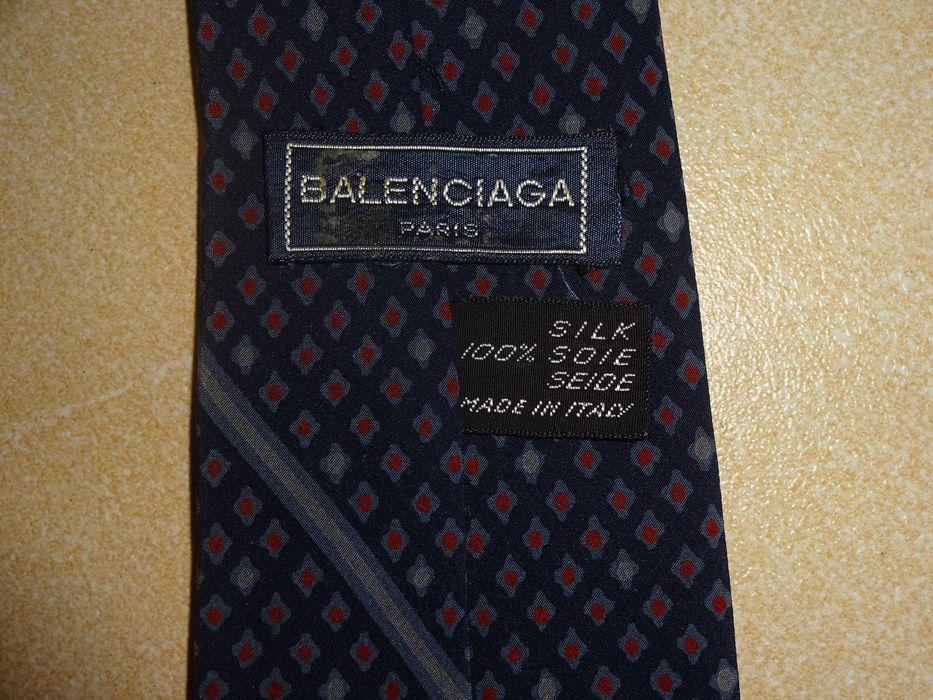 BALENCIAGA
PARIS
SILK
100% SOIE
SEIDE
MADE IN ITALY